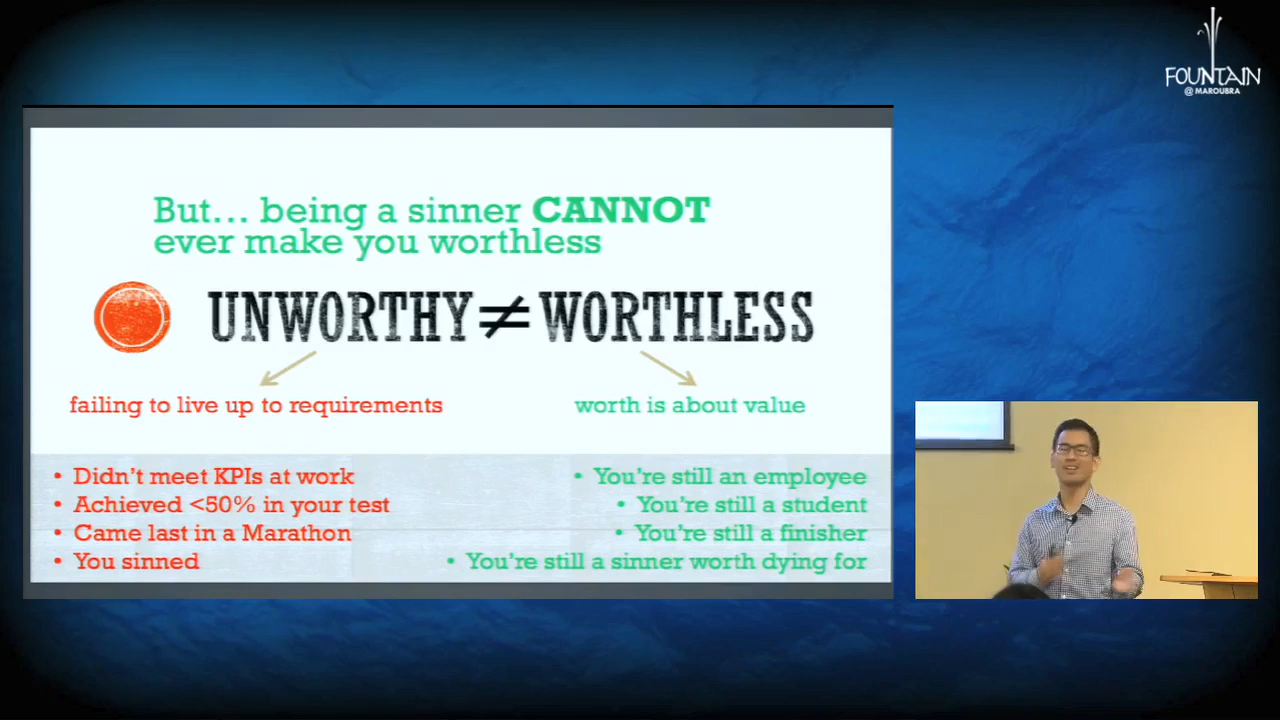 FOUNTAIN
@ MAROUBRA
But... being a sinner CANNOT
ever make you worthless
UNWORTHY ≠ WORTHLESS
failing to live up to requirements
worth is about value
• Didn't meet KPIs at work
• Achieved <50% in your test
• Came last in a Marathon
• You sinned
• You're still an employee
• You're still a student
• You're still a finisher
• You're still a sinner worth dying for